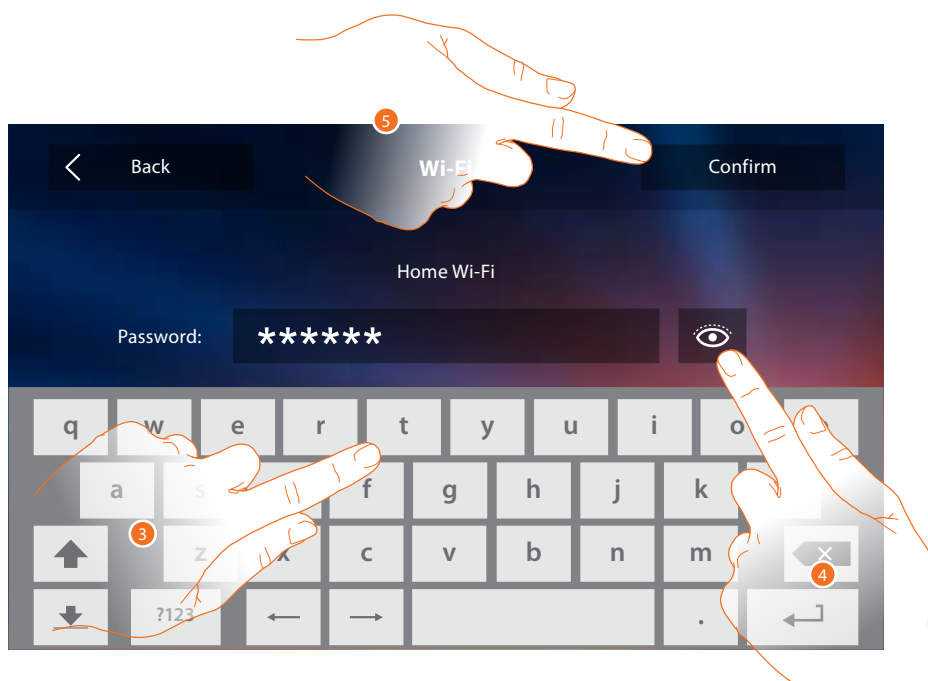 5
Back Wi-Fi Confirm
Home Wi-Fi
Password: ******
q w e r t y u i o
a s f g h j k
3 z x c v b n m
4
?123 .